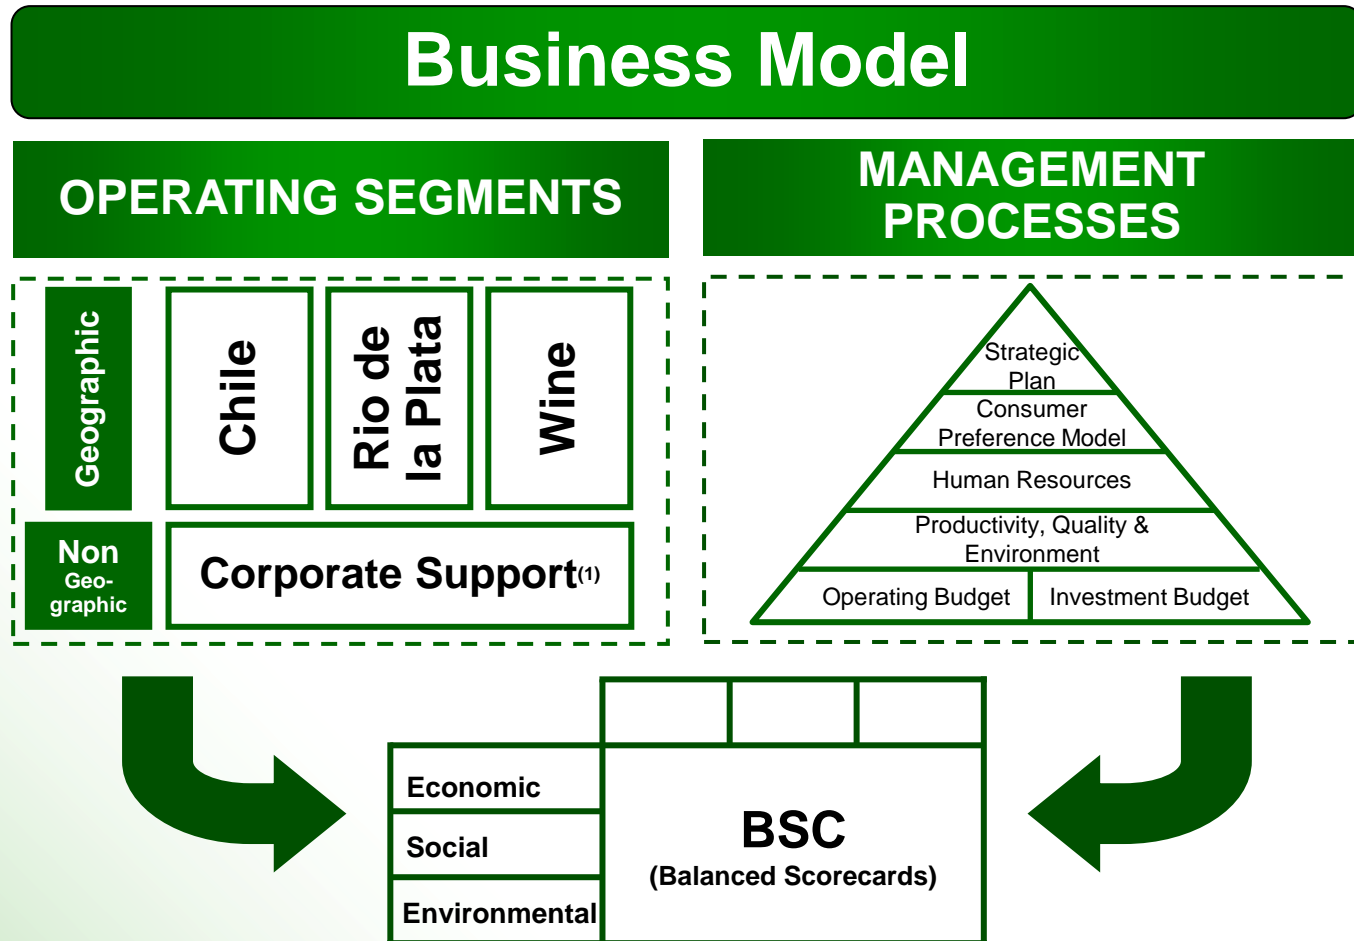 Business Model
OPERATING SEGMENTS
MANAGEMENT
PROCESSES
Geographic
Chile
Rio de
la Plata
Wine
Non
Geo-
graphic
Corporate Support(1)
Strategic
Plan
Consumer
Preference Model
Human Resources
Productivity, Quality &
Environment
Operating Budget
Investment Budget
Economic
Social
Environmental
BSC
(Balanced Scorecards)